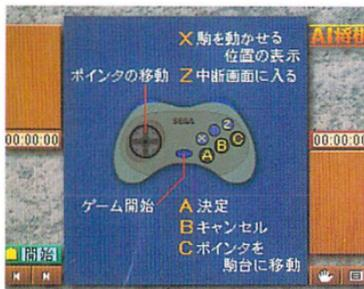 X 駒を動かせる
位置の表示
AI将棋
ポインタの移動
Z 中断画面に入る
SEGA
X
Z
A
B
C
00:00:00
00:00:00
ゲーム開始
A 決定
B キャンセル
C ポインタを
駒台に移動
開始